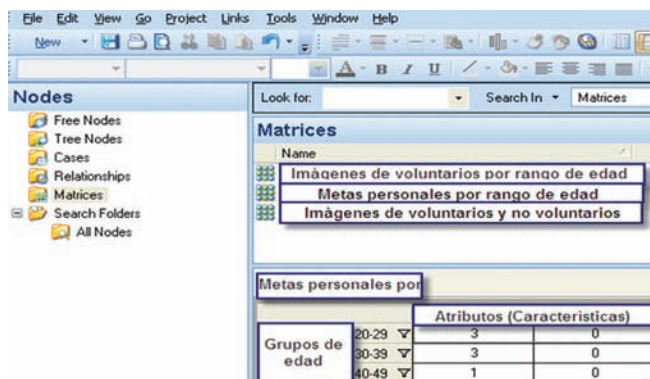 File Edit View Go Project Links Tools Window Help
New
A B I U
Nodes
Look for: Search In Matrices
Free Nodes
Tree Nodes
Cases
Relationships
Matrices
Search Folders
All Nodes
Matrices
Name
Imàgenes de voluntarios por rango de edad
Metas personales por rango de edad
Imàgenes de voluntarios y no voluntarios
Metas personales por
Atributos (Caracteristicas)
Grupos de edad
20-29 3 0
30-39 3 0
40-49 1 0